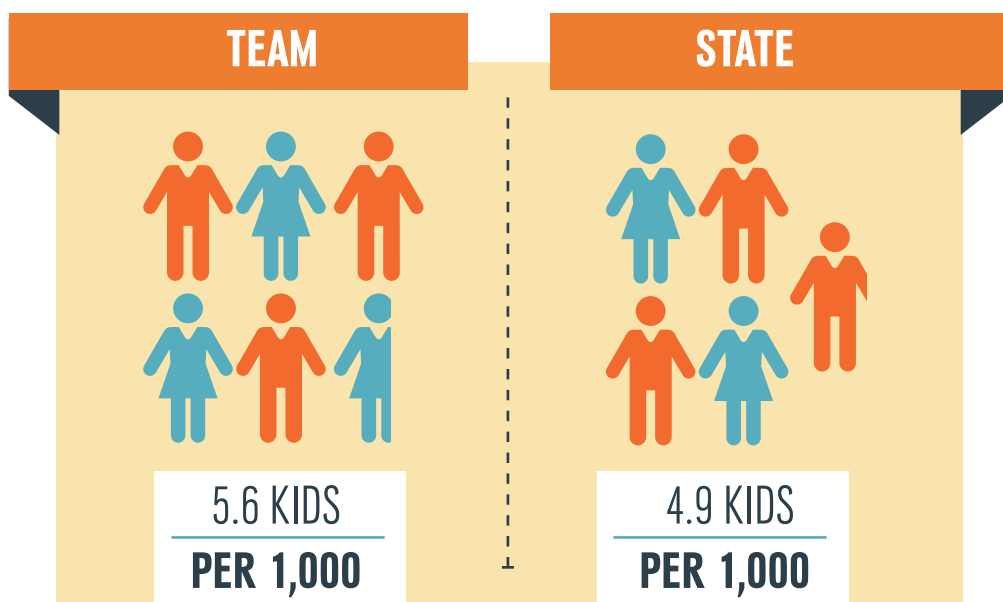 TEAM
STATE
5.6 KIDS
PER 1,000
4.9 KIDS
PER 1,000